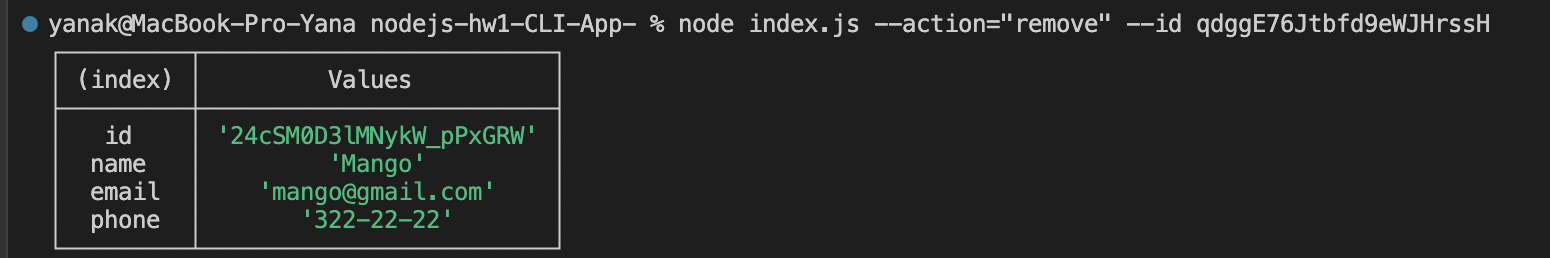 yanak@MacBook-Pro-Yana nodejs-hw1-CLI-App- % node index.js --action="remove" --id qdggE76Jtbfd9eWJHrssH
(index) Values
id '24cSM0D3lMNykW_pPxGRW'
name 'Mango'
email 'mango@gmail.com'
phone '322-22-22'